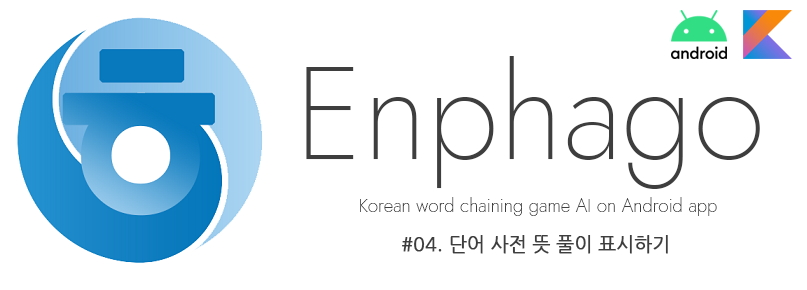 android
Enphago
Korean word chaining game AI on Android app
#04. 단어 사전 뜻 풀이 표시하기